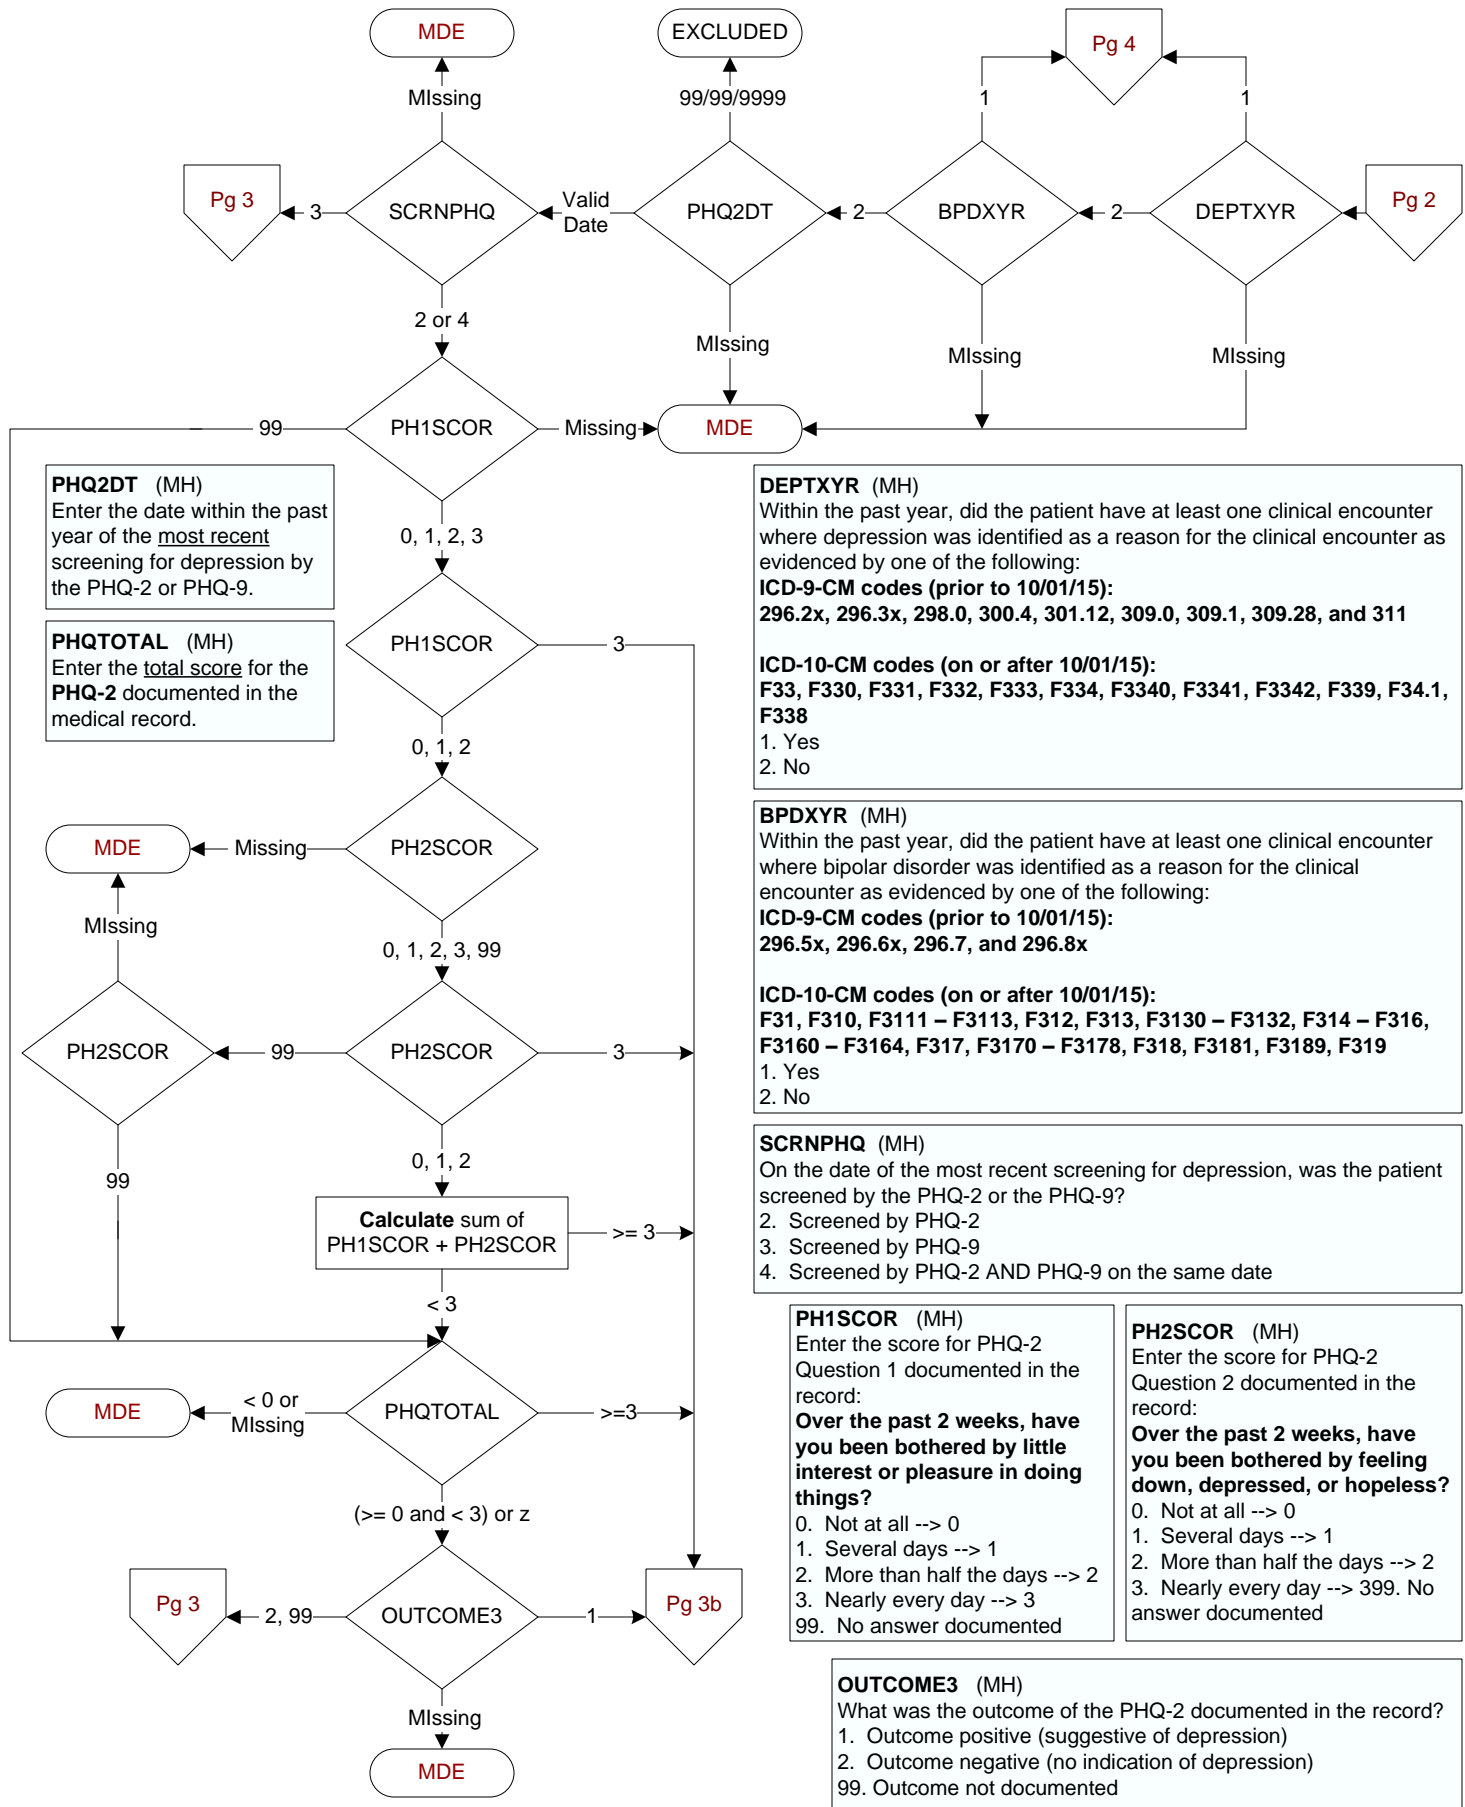 MDE
EXCLUDED
Pg 4
MIssing
99/99/9999
1
1
Pg 3
3
SCRNPHQ
Valid
Date
PHQ2DT
2
BPDXYR
2
DEPTXYR
Pg 2
2 or 4
MIssing
MIssing
MIssing
99
PH1SCOR
Missing
MDE
PHQ2DT (MH)
Enter the date within the past
year of the most recent
screening for depression by
the PHQ-2 or PHQ-9.
PHQTOTAL (MH)
Enter the total score for the
PHQ-2 documented in the
medical record.
0, 1, 2, 3
PH1SCOR
3
0, 1, 2
MDE
Missing
PH2SCOR
MIssing
0, 1, 2, 3, 99
PH2SCOR
99
PH2SCOR
3
99
0, 1, 2
Calculate sum of
PH1SCOR + PH2SCOR
>= 3
< 3
MDE
< 0 or
MIssing
PHQTOTAL
>=3
(>= 0 and < 3) or z
Pg 3
2, 99
OUTCOME3
1
Pg 3b
MIssing
MDE
DEPTXYR (MH)
Within the past year, did the patient have at least one clinical encounter
where depression was identified as a reason for the clinical encounter as
evidenced by one of the following:
ICD-9-CM codes (prior to 10/01/15):
296.2x, 296.3x, 298.0, 300.4, 301.12, 309.0, 309.1, 309.28, and 311
ICD-10-CM codes (on or after 10/01/15):
F33, F330, F331, F332, F333, F334, F3340, F3341, F3342, F339, F34.1,
F338
1. Yes
2. No
BPDXYR (MH)
Within the past year, did the patient have at least one clinical encounter
where bipolar disorder was identified as a reason for the clinical
encounter as evidenced by one of the following:
ICD-9-CM codes (prior to 10/01/15):
296.5x, 296.6x, 296.7, and 296.8x
ICD-10-CM codes (on or after 10/01/15):
F31, F310, F3111 – F3113, F312, F313, F3130 – F3132, F314 – F316,
F3160 – F3164, F317, F3170 – F3178, F318, F3181, F3189, F319
1. Yes
2. No
SCRNPHQ (MH)
On the date of the most recent screening for depression, was the patient
screened by the PHQ-2 or the PHQ-9?
2. Screened by PHQ-2
3. Screened by PHQ-9
4. Screened by PHQ-2 AND PHQ-9 on the same date
PH1SCOR (MH)
Enter the score for PHQ-2
Question 1 documented in the
record:
Over the past 2 weeks, have
you been bothered by little
interest or pleasure in doing
things?
0. Not at all --> 0
1. Several days --> 1
2. More than half the days --> 2
3. Nearly every day --> 3
99. No answer documented
PH2SCOR (MH)
Enter the score for PHQ-2
Question 2 documented in the
record:
Over the past 2 weeks, have
you been bothered by feeling
down, depressed, or hopeless?
0. Not at all --> 0
1. Several days --> 1
2. More than half the days --> 2
3. Nearly every day --> 399. No
answer documented
OUTCOME3 (MH)
What was the outcome of the PHQ-2 documented in the record?
1. Outcome positive (suggestive of depression)
2. Outcome negative (no indication of depression)
99. Outcome not documented